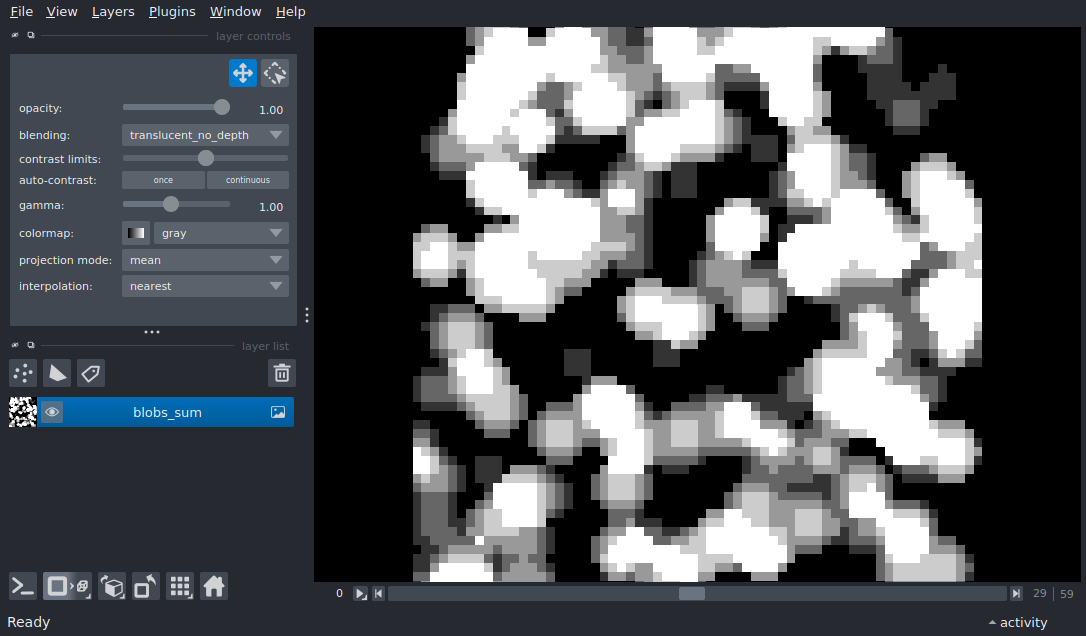 File View Layers Plugins Window Help
layer controls
opacity: 1.00
blending: translucent_no_depth
contrast limits:
auto-contrast: once continuous
gamma: 1.00
colormap: gray
projection mode: mean
interpolation: nearest
layer list
blobs_sum
0 29 59
Ready activity